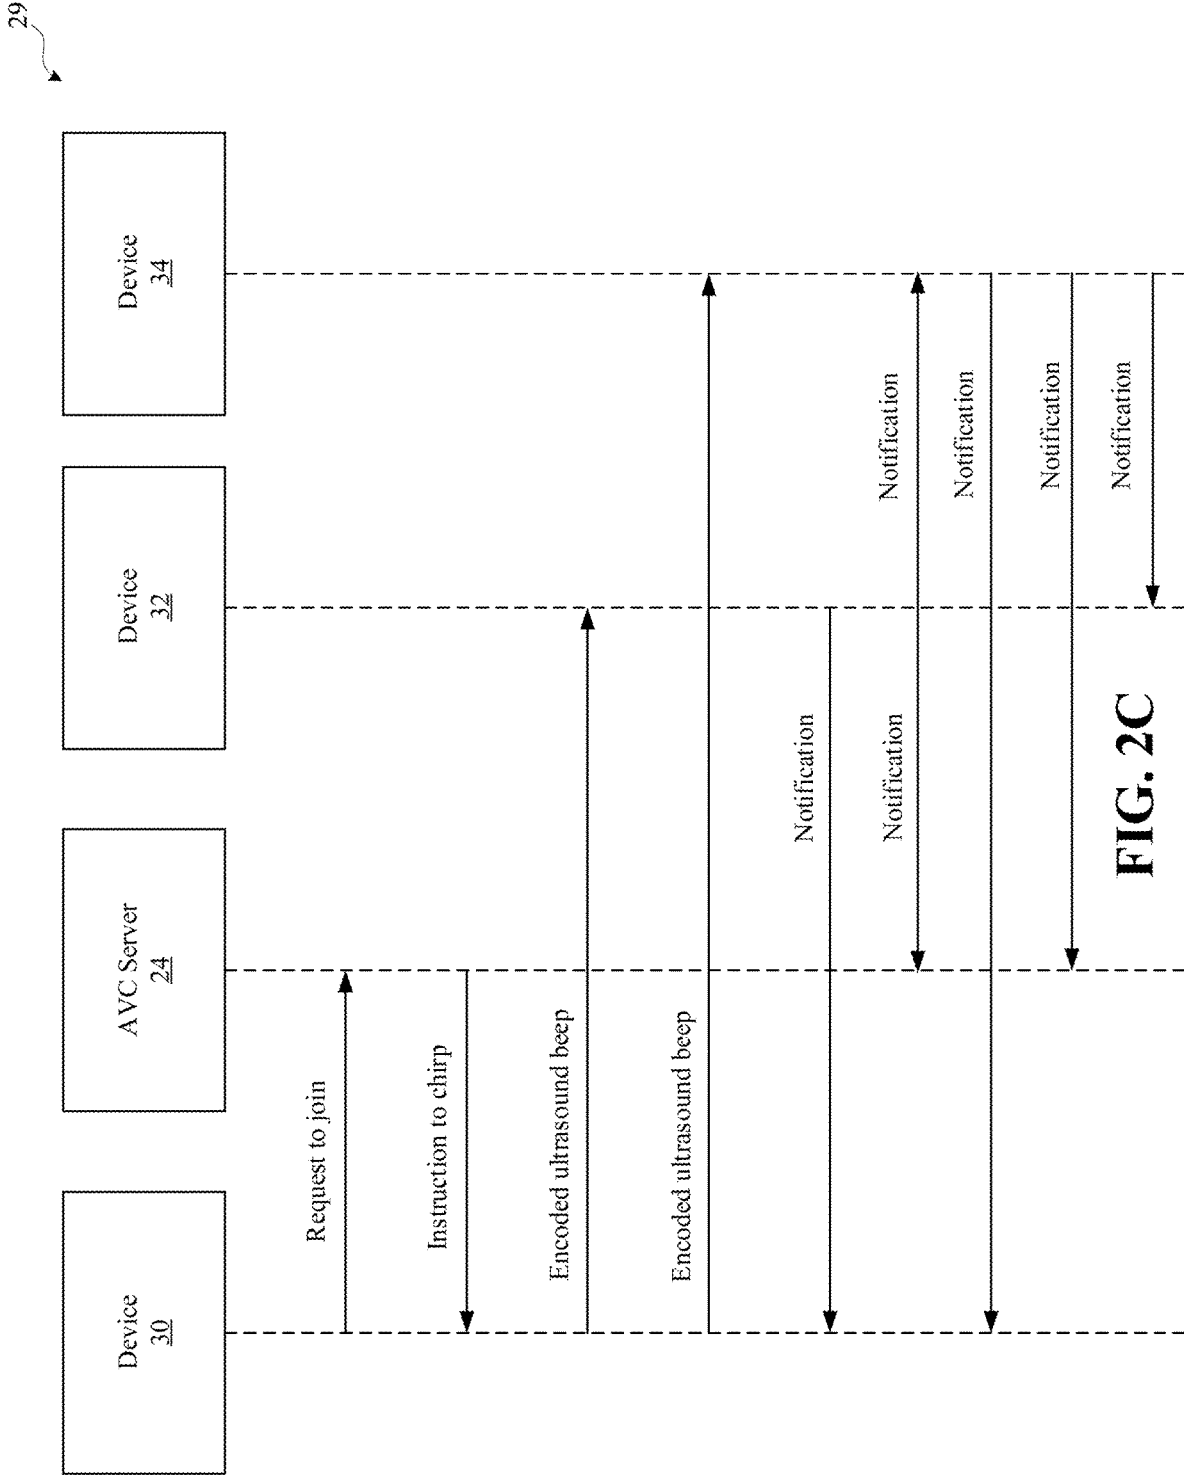 29
Device
30
AVC Server
24
Device
32
Device
34
Request to join
Instruction to chirp
Encoded ultrasound beep
Encoded ultrasound beep
Notification
Notification
Notification
Notification
Notification
Notification
FIG. 2C